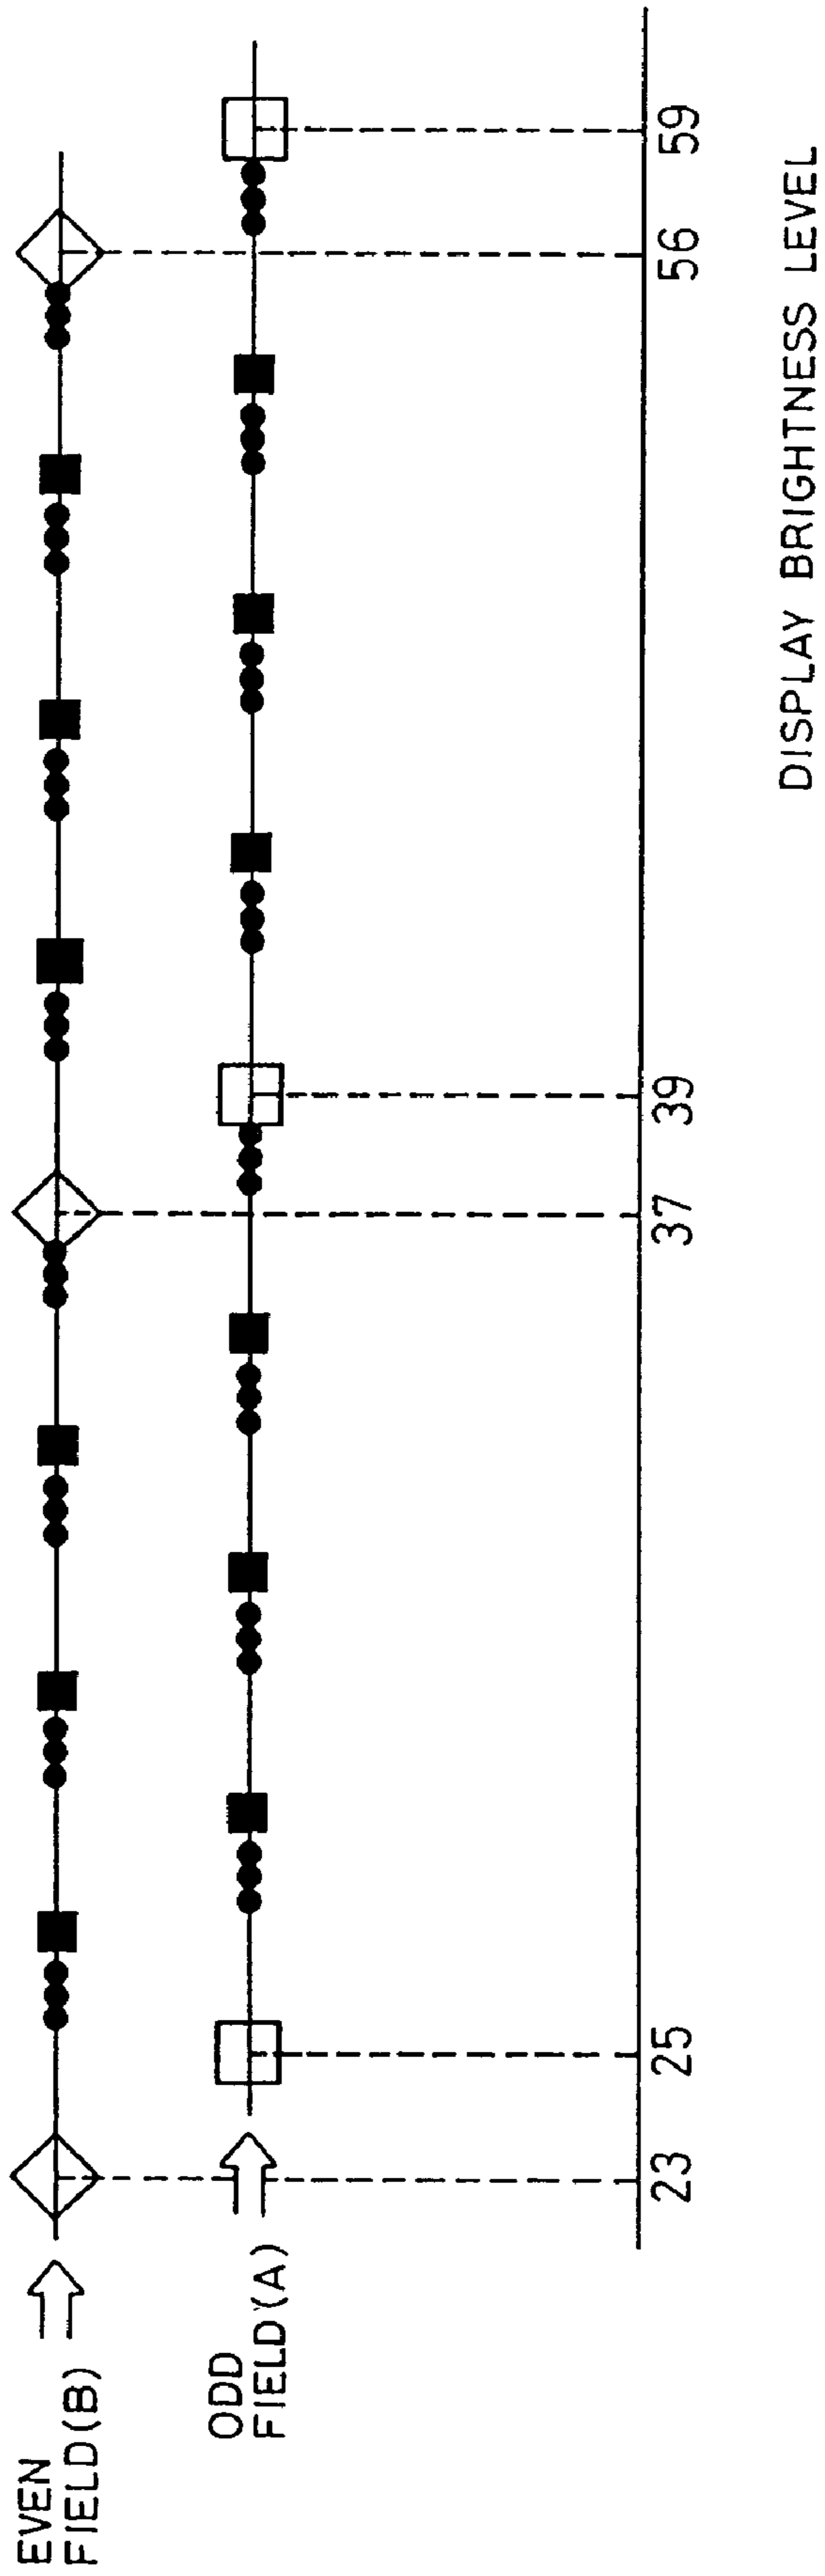 EVEN
FIELD(B)
ODD
FIELD(A)
23 25 37 39 56 59
DISPLAY BRIGHTNESS LEVEL